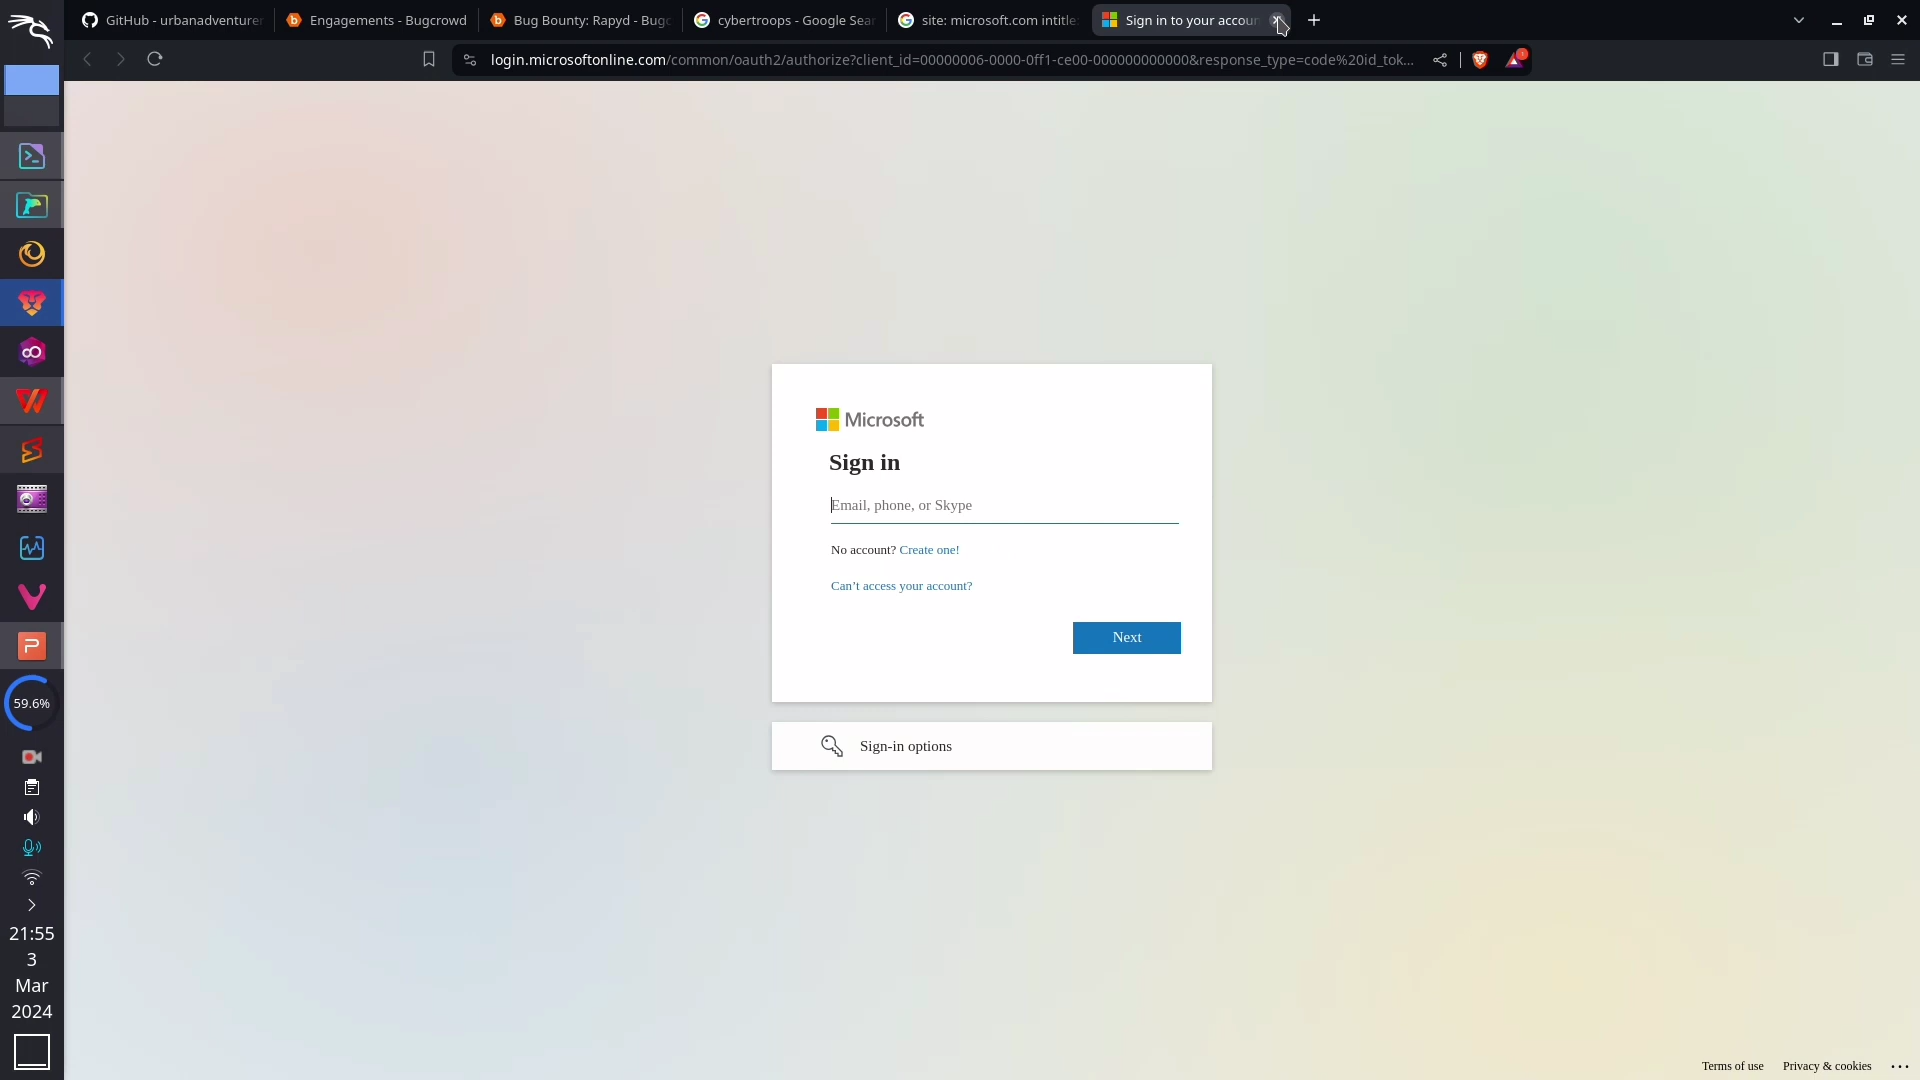 GitHub - urbanadventurer
Engagements - Bugcrowd
Bug Bounty: Rapyd - Bugc
cybertroops - Google Sear
site: microsoft.com intitle:
Sign in to your accoun
login.microsoftonline.com/common/oauth2/authorize?client_id=00000006-0000-0ff1-ce00-000000000000&response_type=code%20id_tok...
1
Microsoft
Sign in
Email, phone, or Skype
No account? Create one!
Can’t access your account?
Next
Sign-in options
59.6%
21:55
3
Mar
2024
Terms of use
Privacy & cookies
...